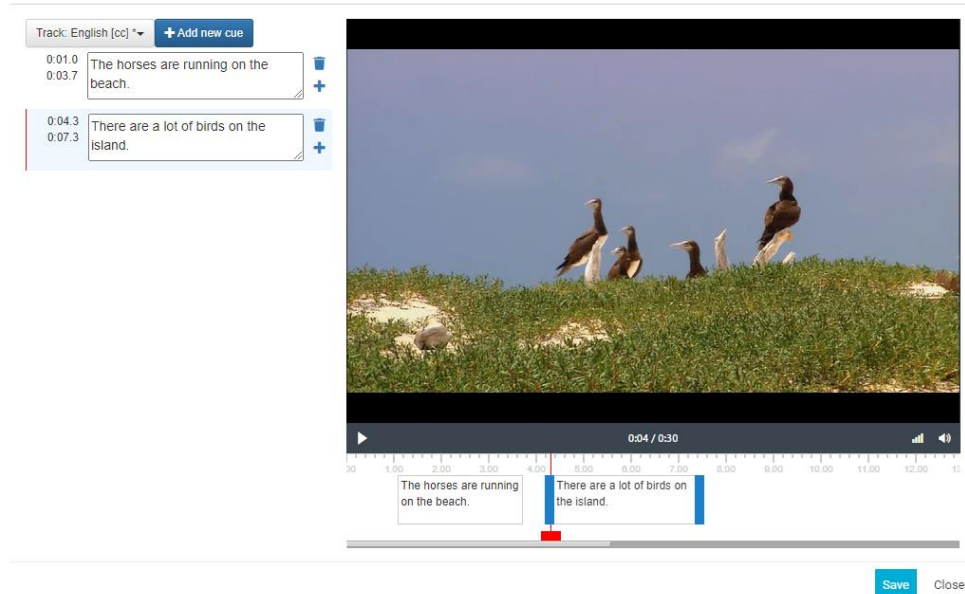 Track: English [cc] *
Add new cue
0:01.0
0:03.7
The horses are running on the
beach.
0:04.3
0:07.3
There are a lot of birds on the
island.
0:04 / 0:30
1.00 2.00 3.00 4.00 5.00 6.00 7.00 8.00 9.00 10.00 11.00 12.00
The horses are running
on the beach.
There are a lot of birds on
the island.
Save
Close